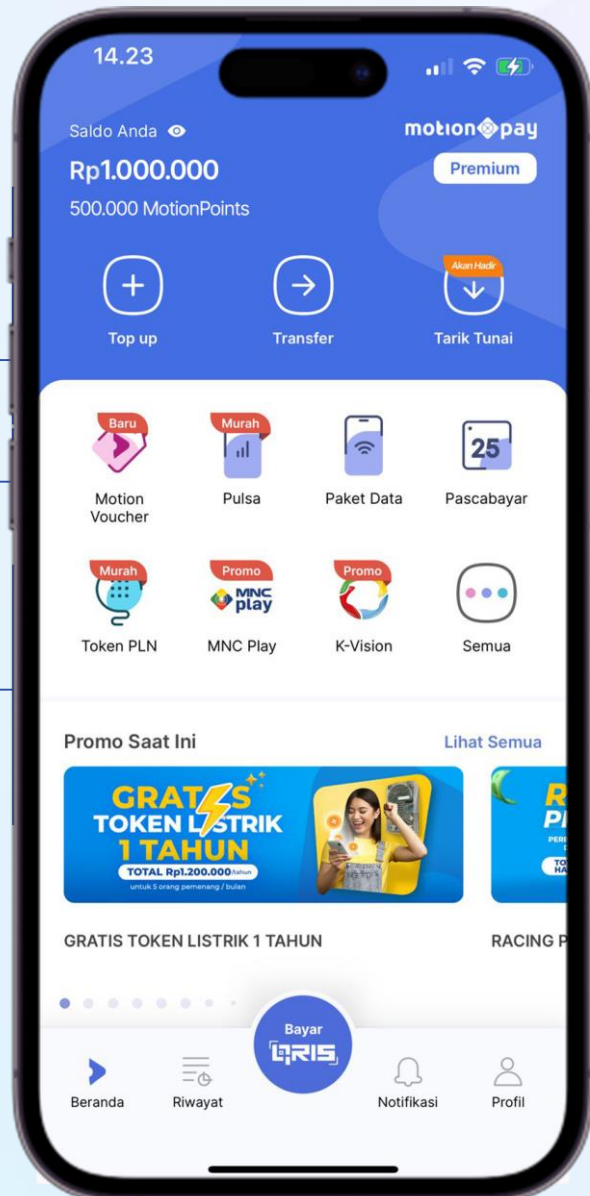 14.23
Saldo Anda
motion pay
Rp1.000.000
Premium
500.000 MotionPoints
Akan Hadir
Top up
Transfer
Tarik Tunai
Baru
Murah
25
Motion
Voucher
Pulsa
Paket Data
Pascabayar
Murah
Promo
Promo
MNC
play
Token PLN
MNC Play
K-Vision
Semua
Promo Saat Ini
Lihat Semua
GRATIS
TOKEN LISTRIK
1 TAHUN
TOTAL Rp1.200.000/tahun
untuk 5 orang pemenang / bulan
GRATIS TOKEN LISTRIK 1 TAHUN
RACING P
Bayar
QRIS
Beranda
Riwayat
Notifikasi
Profil